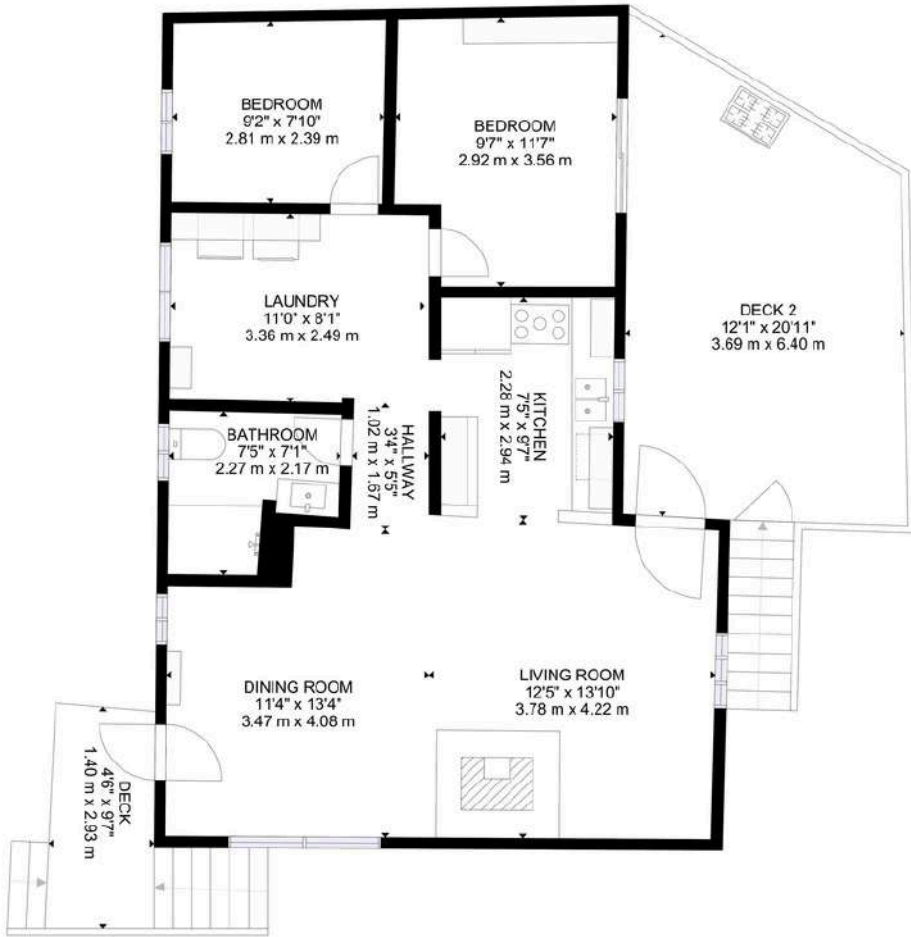 BEDROOM
9'2" x 7'10"
2.81 m x 2.39 m
BEDROOM
9'7" x 11'7"
2.92 m x 3.56 m
LAUNDRY
11'0" x 8'1"
3.36 m x 2.49 m
DECK 2
12'1" x 20'11"
3.69 m x 6.40 m
KITCHEN
7'5" x 9'7"
2.28 m x 2.94 m
BATHROOM
7'5" x 7'1"
2.27 m x 2.17 m
HALLWAY
3'4" x 5'5"
1.02 m x 1.67 m
DINING ROOM
11'4" x 13'4"
3.47 m x 4.08 m
LIVING ROOM
12'5" x 13'10"
3.78 m x 4.22 m
DECK
4'6" x 9'7"
1.40 m x 2.93 m